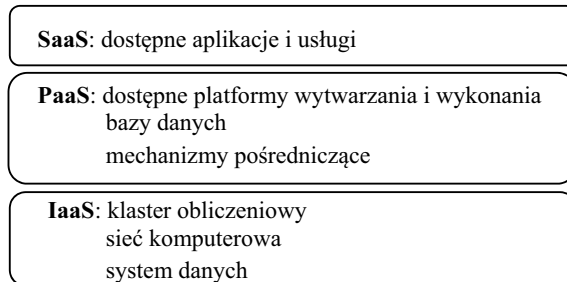 SaaS: dostępne aplikacje i usługi
PaaS: dostępne platformy wytwarzania i wykonania
bazy danych
mechanizmy pośredniczące
IaaS: klaster obliczeniowy
sieć komputerowa
system danych